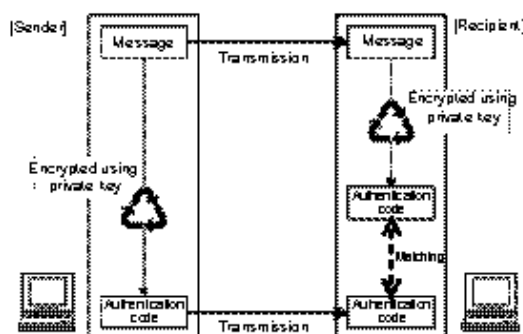 [Sender]
Message
Transmission
Message
[Recipient]
Encrypted using
private key
Encrypted using
private key
Authentication
code
Matching
Authentication
code
Transmission
Authentication
code